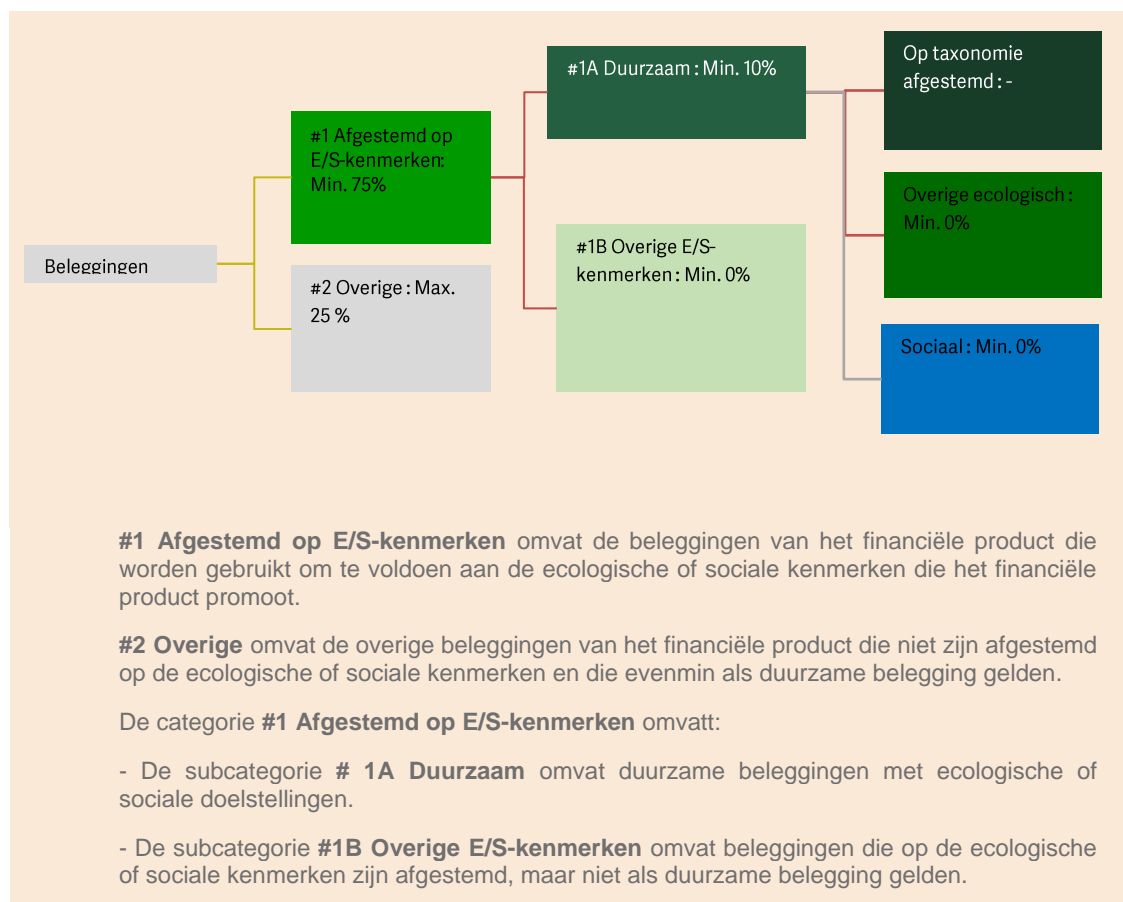 Beleggingen
#1 Afgestemd op
E/S-kenmerken:
Min. 75%
#2 Overige : Max.
25 %
#1A Duurzaam : Min. 10%
#1B Overige E/S-
kenmerken : Min. 0%
Op taxonomie
afgestemd : -
Overige ecologisch :
Min. 0%
Sociaal : Min. 0%
#1 Afgestemd op E/S-kenmerken omvat de beleggingen van het financiële product die
worden gebruikt om te voldoen aan de ecologische of sociale kenmerken die het financiële
product promoot.
#2 Overige omvat de overige beleggingen van het financiële product die niet zijn afgestemd
op de ecologische of sociale kenmerken en die evenmin als duurzame belegging gelden.
De categorie #1 Afgestemd op E/S-kenmerken omvatt:
- De subcategorie # 1A Duurzaam omvat duurzame beleggingen met ecologische of
sociale doelstellingen.
- De subcategorie #1B Overige E/S-kenmerken omvat beleggingen die op de ecologische
of sociale kenmerken zijn afgestemd, maar niet als duurzame belegging gelden.